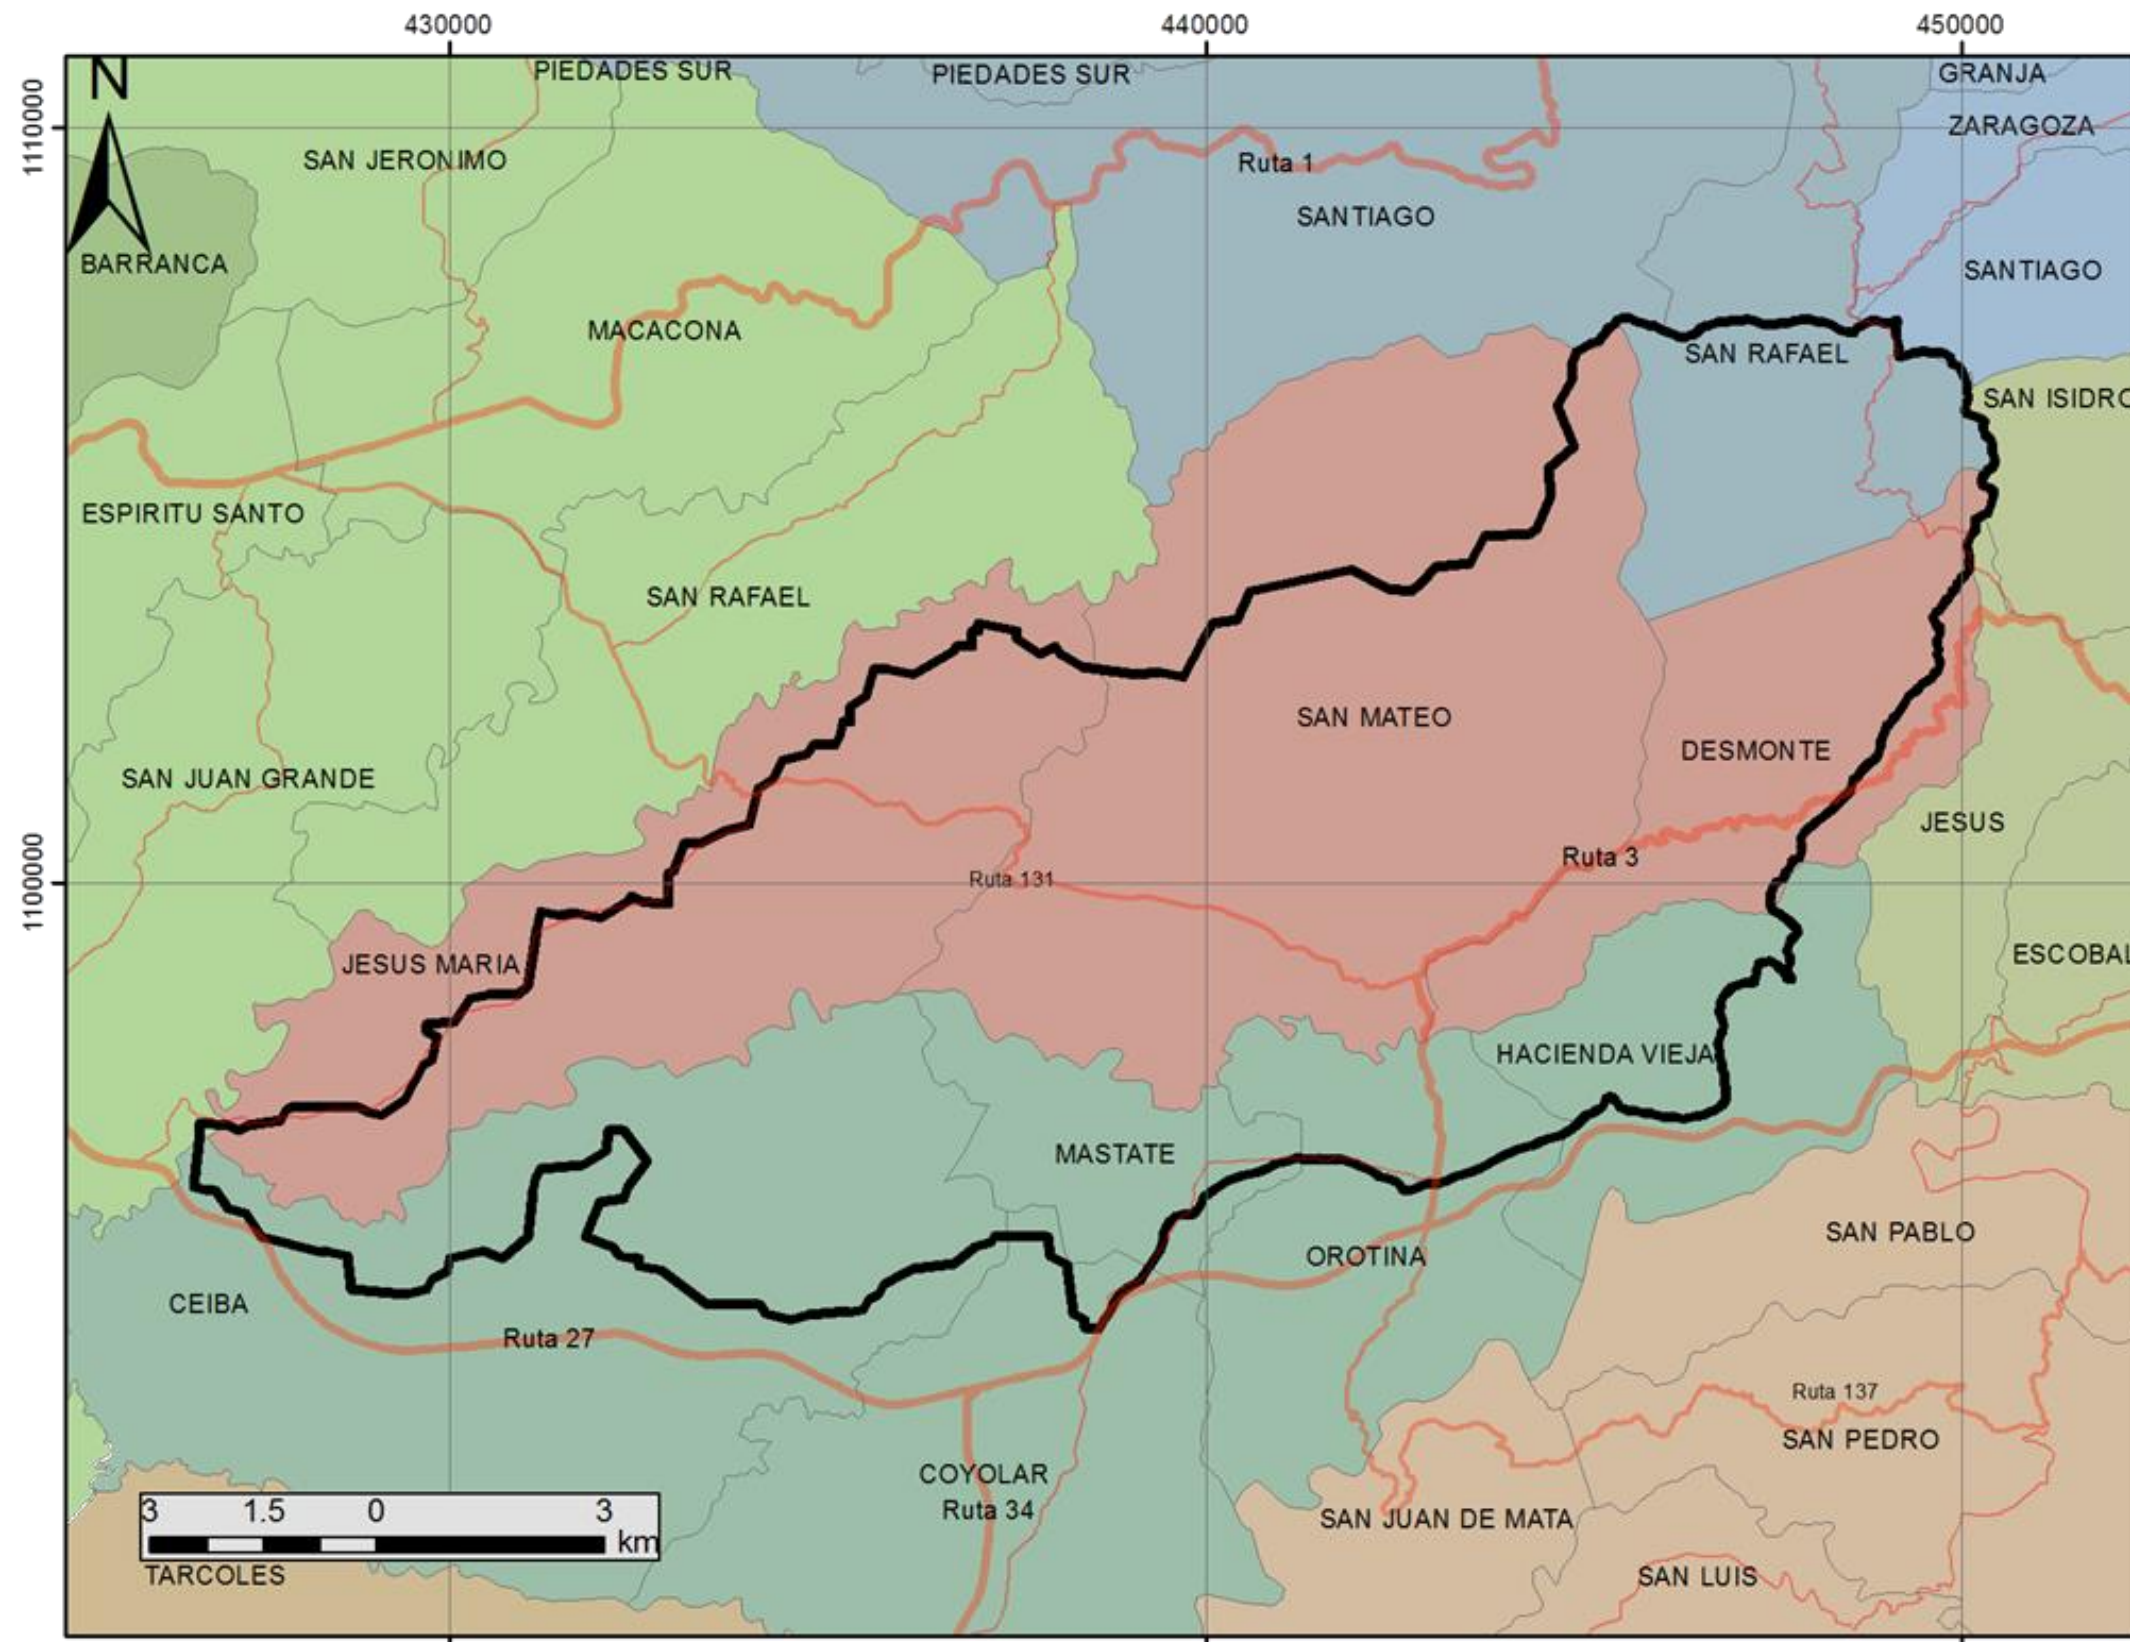 430000 440000 450000
N
PIEDADES SUR PIEDADES SUR GRANJA
1110000
ZARAGOZA
SAN JERONIMO Ruta 1
SANTIAGO
BARRANCA SANTIAGO
MACACONA
SAN RAFAEL
SAN ISIDRO
ESPIRITU SANTO
SAN RAFAEL
SAN MATEO
DESMONTE
SAN JUAN GRANDE
JESUS
1100000
Ruta 3
Ruta 131
JESUS MARIA
ESCOBAL
HACIENDA VIEJA
MASTATE
SAN PABLO
OROTINA
CEIBA
Ruta 27
Ruta 137
SAN PEDRO
COYOLAR
Ruta 34
SAN JUAN DE MATA
3 1.5 0 3
km
TARCOLES
SAN LUIS